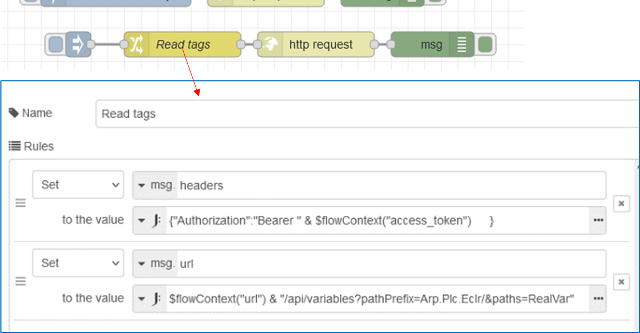 Read tags
http request
msg
Name
Read tags
Rules
Set
msg. headers
to the value
J: {"Authorization":"Bearer " & $flowContext("access_token") }
Set
msg. url
to the value
J: $flowContext("url") & "/api/variables?pathPrefix=Arp.Plc.Eclr/&paths=RealVar"